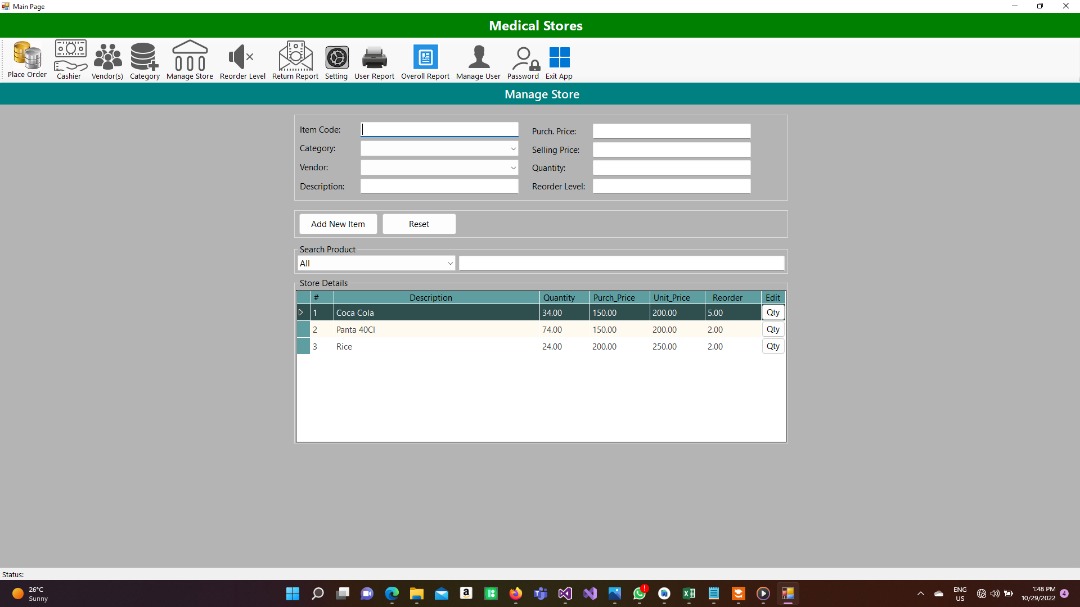 Main Page
Medical Stores
Place Order Cashier Vendor(s) Category Manage Store Reorder Level Return Report Setting User Report Overoll Report Manage User Password Exit App
Manage Store
Item Code: Purch. Price:
Category: Selling Price:
Vendor: Quantity:
Description: Reorder Level:
Add New Item Reset
Search Product
All
Store Details
# Description Quantity Purch_Price Unit_Price Reorder Edit
1 Coca Cola 34.00 150.00 200.00 5.00 Qty
2 Panta 40Cl 74.00 150.00 200.00 2.00 Qty
3 Rice 24.00 200.00 250.00 2.00 Qty
Status:
26°C
Sunny
ENG
US
1:48 PM
10/29/2022